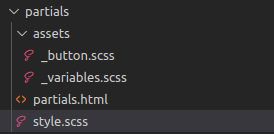 partials
assets
_button.scss
_variables.scss
<> partials.html
style.scss